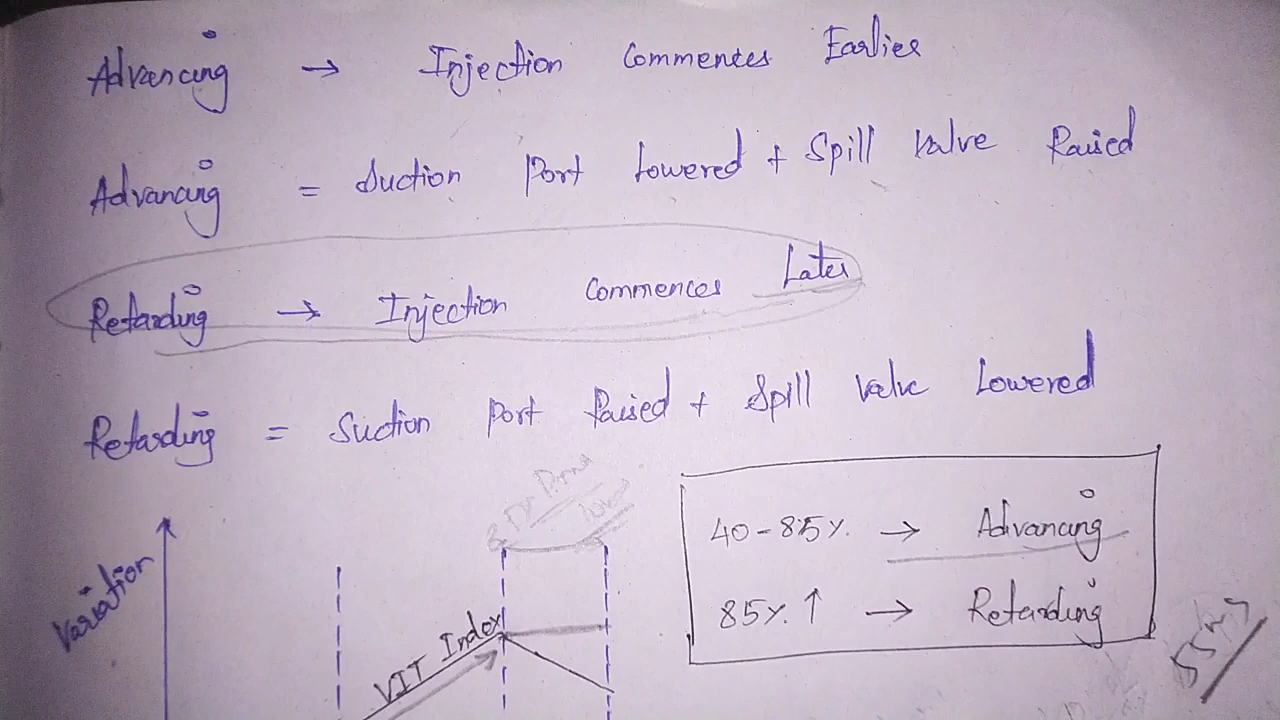 Advancing → Injection Commences Earlier
Advancing = Suction Port Lowered + Spill Valve Raised
Retarding → Injection Commences Later
Retarding = Suction Port Raised + Spill Valve Lowered
40-85% → Advancing
85% ↑ → Retarding
Variation
VIT Index